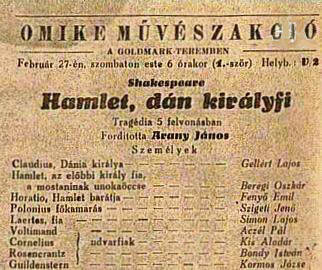 OMIKE MŰVÉSZAKCIÓ
A GOLDMARK-TEREMBEN
Február 27-én, szombaton este 6 órakor (1.-ször) Helyb.: D 2
Shakespeare
Hamlet, dán királyfi
Tragédia 5 felvonásban
Fordította Arany János
Személyek
Claudius, Dánia királya — — — — — Gellért Lajos
Hamlet, az előbbi király fia,
a mostaninak unokaöccse — — — — Beregi Oszkár
Horatio, Hamlet barátja — — — — — Fenyő Emil
Polonius főkamarás — — — — — Szigeti Jenő
Laertes, fia — — — — — Simon Lajos
Voltimand — — — Aczél Pál
Cornelius udvarfiak — — — Kis Aladár
Rosencrantz — — — Bondy István
Guildenstern — — — Kormos József